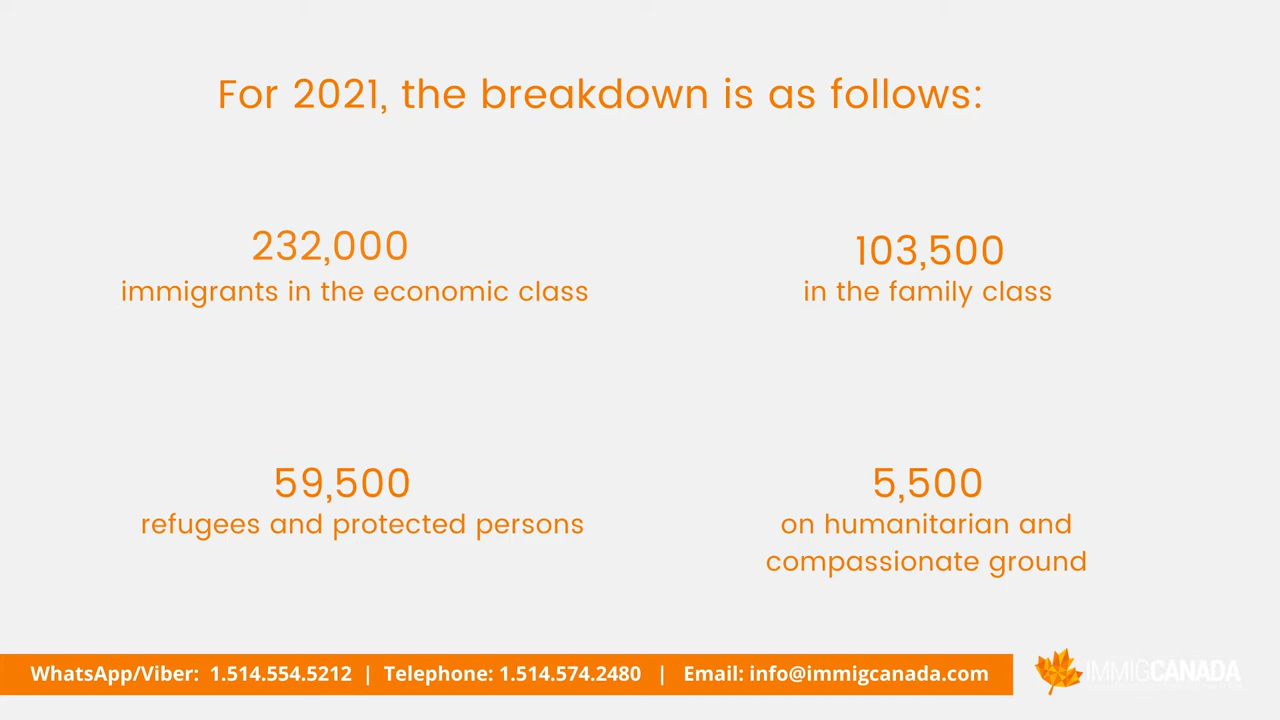 For 2021, the breakdown is as follows:
232,000
immigrants in the economic class
103,500
in the family class
59,500
refugees and protected persons
5,500
on humanitarian and
compassionate ground
WhatsApp/Viber: 1.514.554.5212 | Telephone: 1.514.574.2480 | Email: info@immigcanada.com
IMMIGCANADA